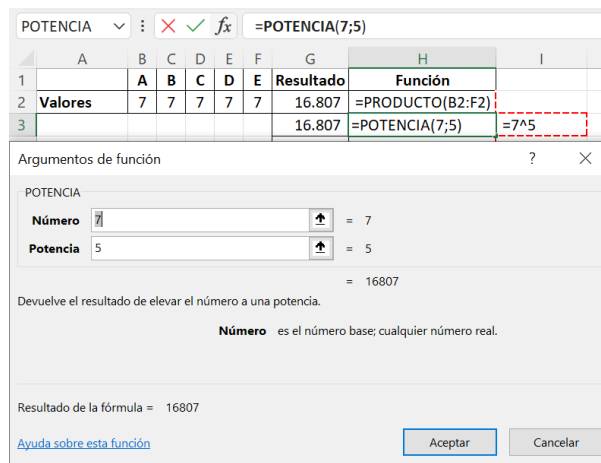 POTENCIA fx =POTENCIA(7;5)
A B C D E F G H I
1 A B C D E Resultado Función
2 Valores 7 7 7 7 7 16.807 =PRODUCTO(B2:F2)
3 16.807 =POTENCIA(7;5) =7^5
Argumentos de función ? X
POTENCIA
Número 7 = 7
Potencia 5 = 5
= 16807
Devuelve el resultado de elevar el número a una potencia.
Número es el número base; cualquier número real.
Resultado de la fórmula = 16807
Ayuda sobre esta función Aceptar Cancelar